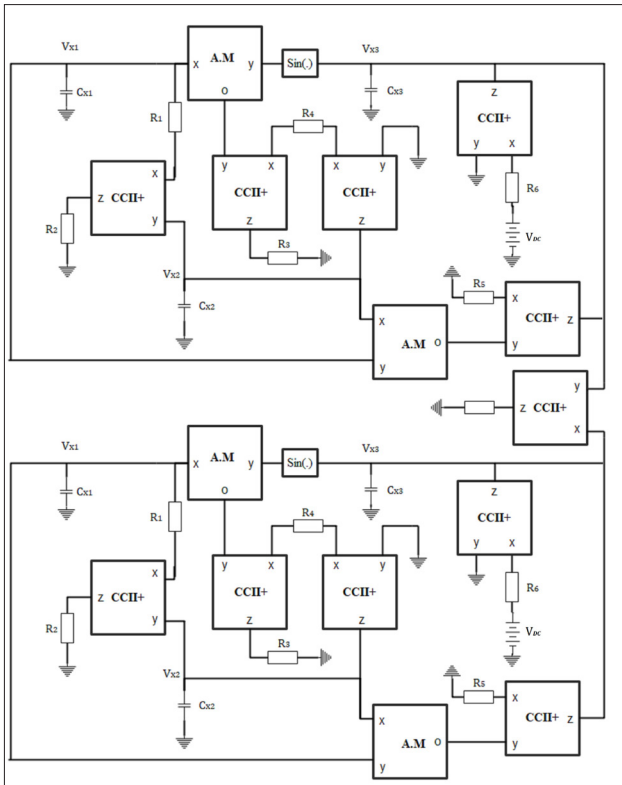 Vx1
A.M
x
y
o
Sin(.)
Vx3
Cx1
Cx3
R1
R4
z
CCII+
y
x
R6
VDC
y
x
CCII+
z
x
y
CCII+
z
z
CCII+
x
y
R2
R3
Vx2
Cx2
R5
x
CCII+
z
y
x
A.M
o
y
y
z
CCII+
x
Vx1
A.M
x
y
o
Sin(.)
Vx3
Cx1
Cx3
R1
R4
z
CCII+
y
x
R6
VDC
y
x
CCII+
z
x
y
CCII+
z
z
CCII+
x
y
R2
R3
Vx2
Cx2
R5
x
CCII+
z
y
x
A.M
o
y